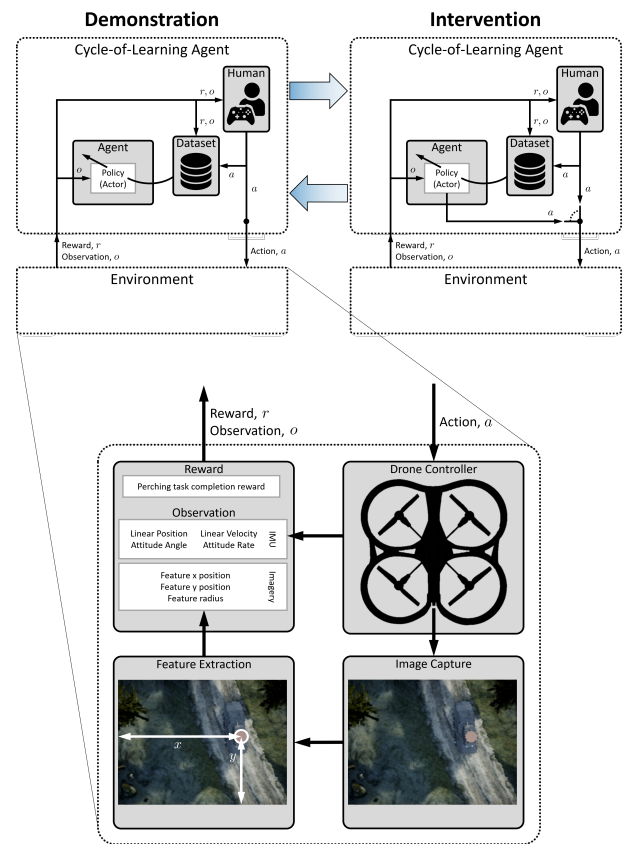 Demonstration
Cycle-of-Learning Agent
Human
r, o
r, o
Agent
Dataset
o
Policy
(Actor)
a
a
Reward, r
Observation, o
Action, a
Environment
Intervention
Cycle-of-Learning Agent
Human
r, o
r, o
Agent
Dataset
o
Policy
(Actor)
a
a
a
Reward, r
Observation, o
Action, a
Environment
Reward, r
Observation, o
Action, a
Reward
Perching task completion reward
Observation
Linear Position Linear Velocity
Attitude Angle Attitude Rate
IMU
Feature x position
Feature y position
Feature radius
Imagery
Drone Controller
Feature Extraction
x
y
Image Capture